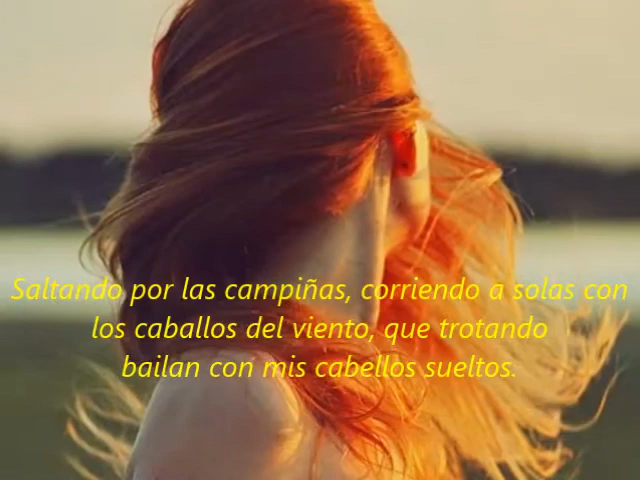 Saltando por las campiñas, corriendo a solas con
los caballos del viento, que trotando
bailan con mis cabellos sueltos.